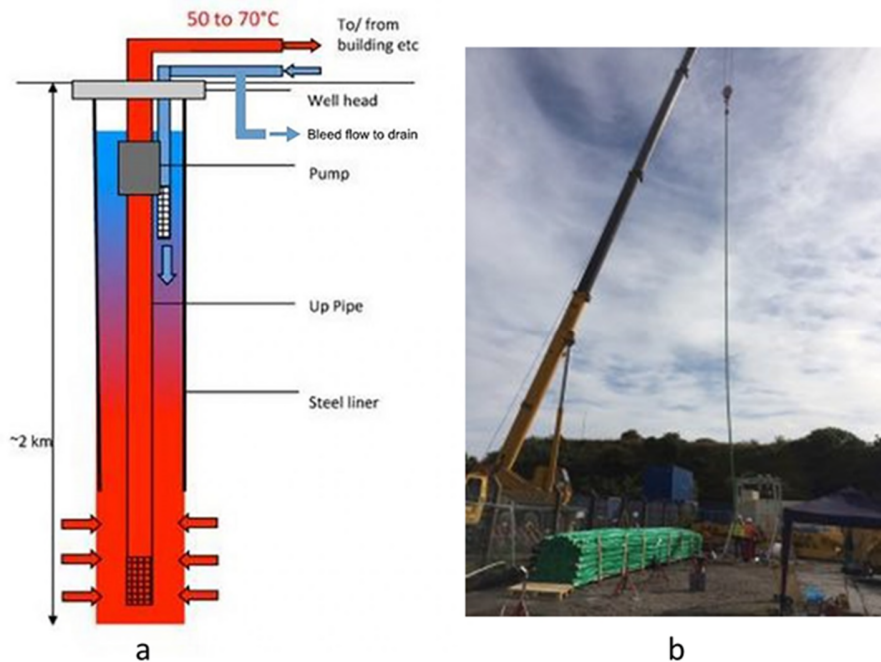 50 to 70°C
To/ from
building etc
Well head
Bleed flow to drain
Pump
Up Pipe
Steel liner
~2 km
a
b